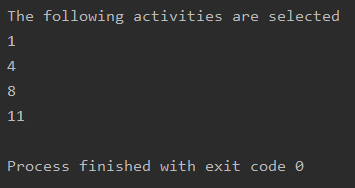 The following activities are selected
1
4
8
11
Process finished with exit code 0